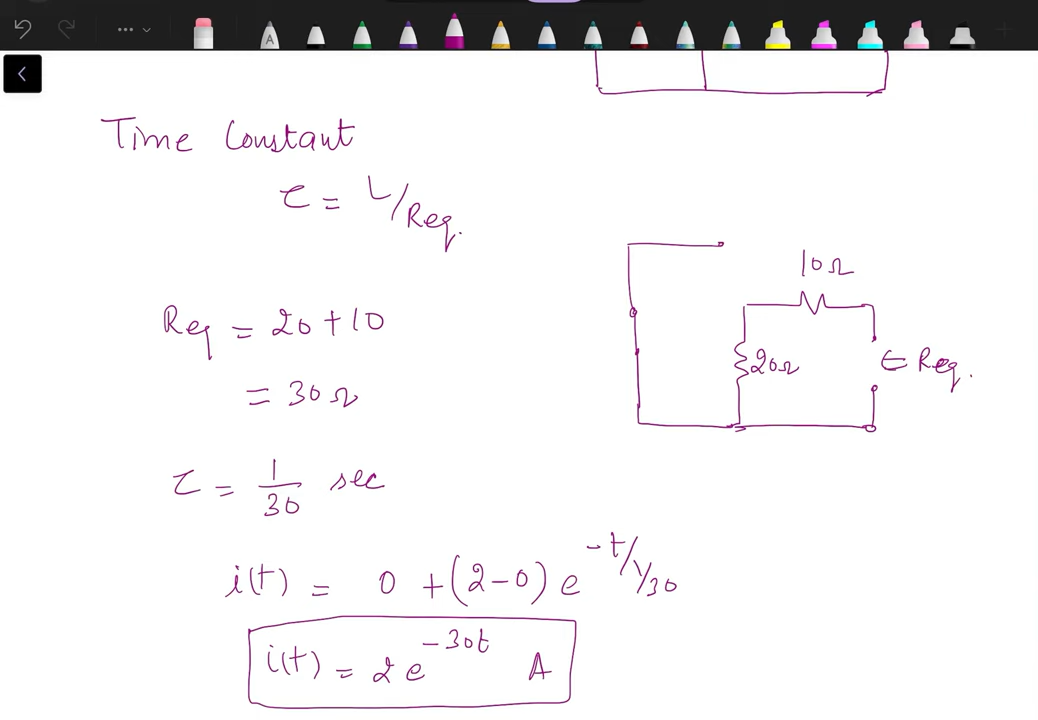 A
Time Constant
τ = L/Req.
10Ω
Req = 20+10
20Ω
← Req.
= 30Ω
τ = 1/30 sec
i(t) = 0 + (2-0) e^-t/1/30
i(t) = 2 e^-30t A